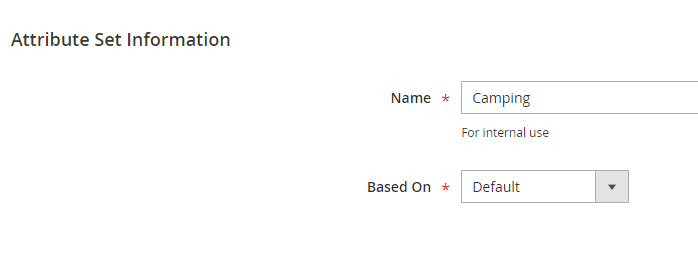 Attribute Set Information
Name * Camping
For internal use
Based On * Default